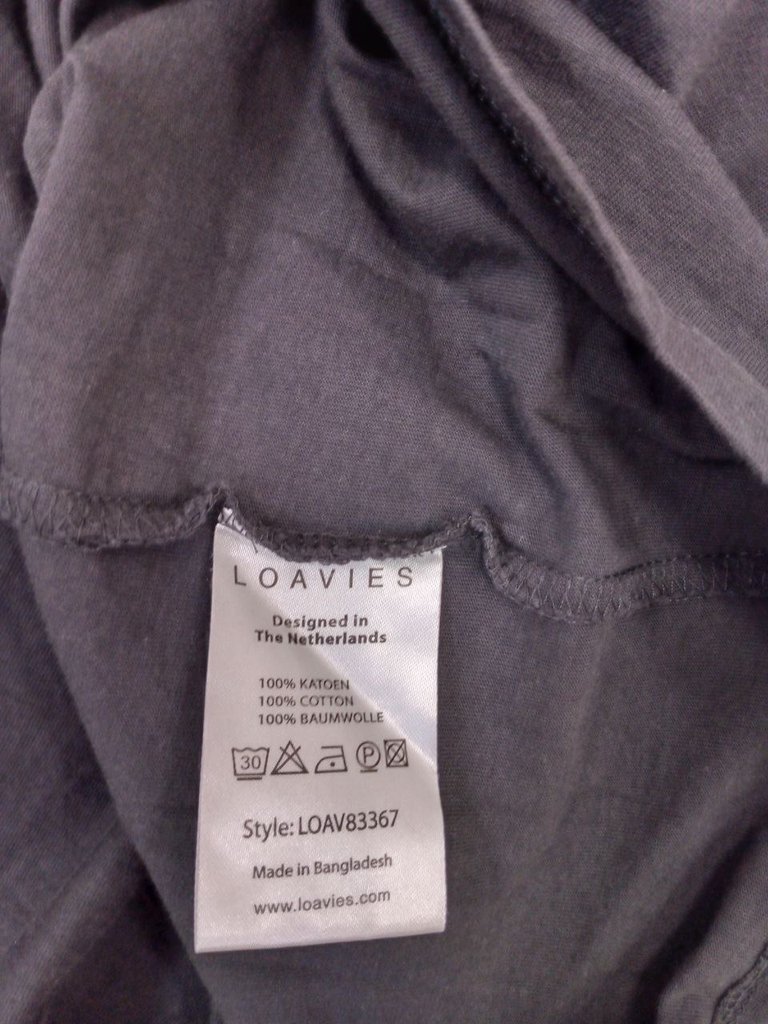 LOAVIES
Designed in
The Netherlands
100% KATOEN
100% COTTON
100% BAUMWOLLE
30 P
Style: LOAV83367
Made in Bangladesh
www.loavies.com